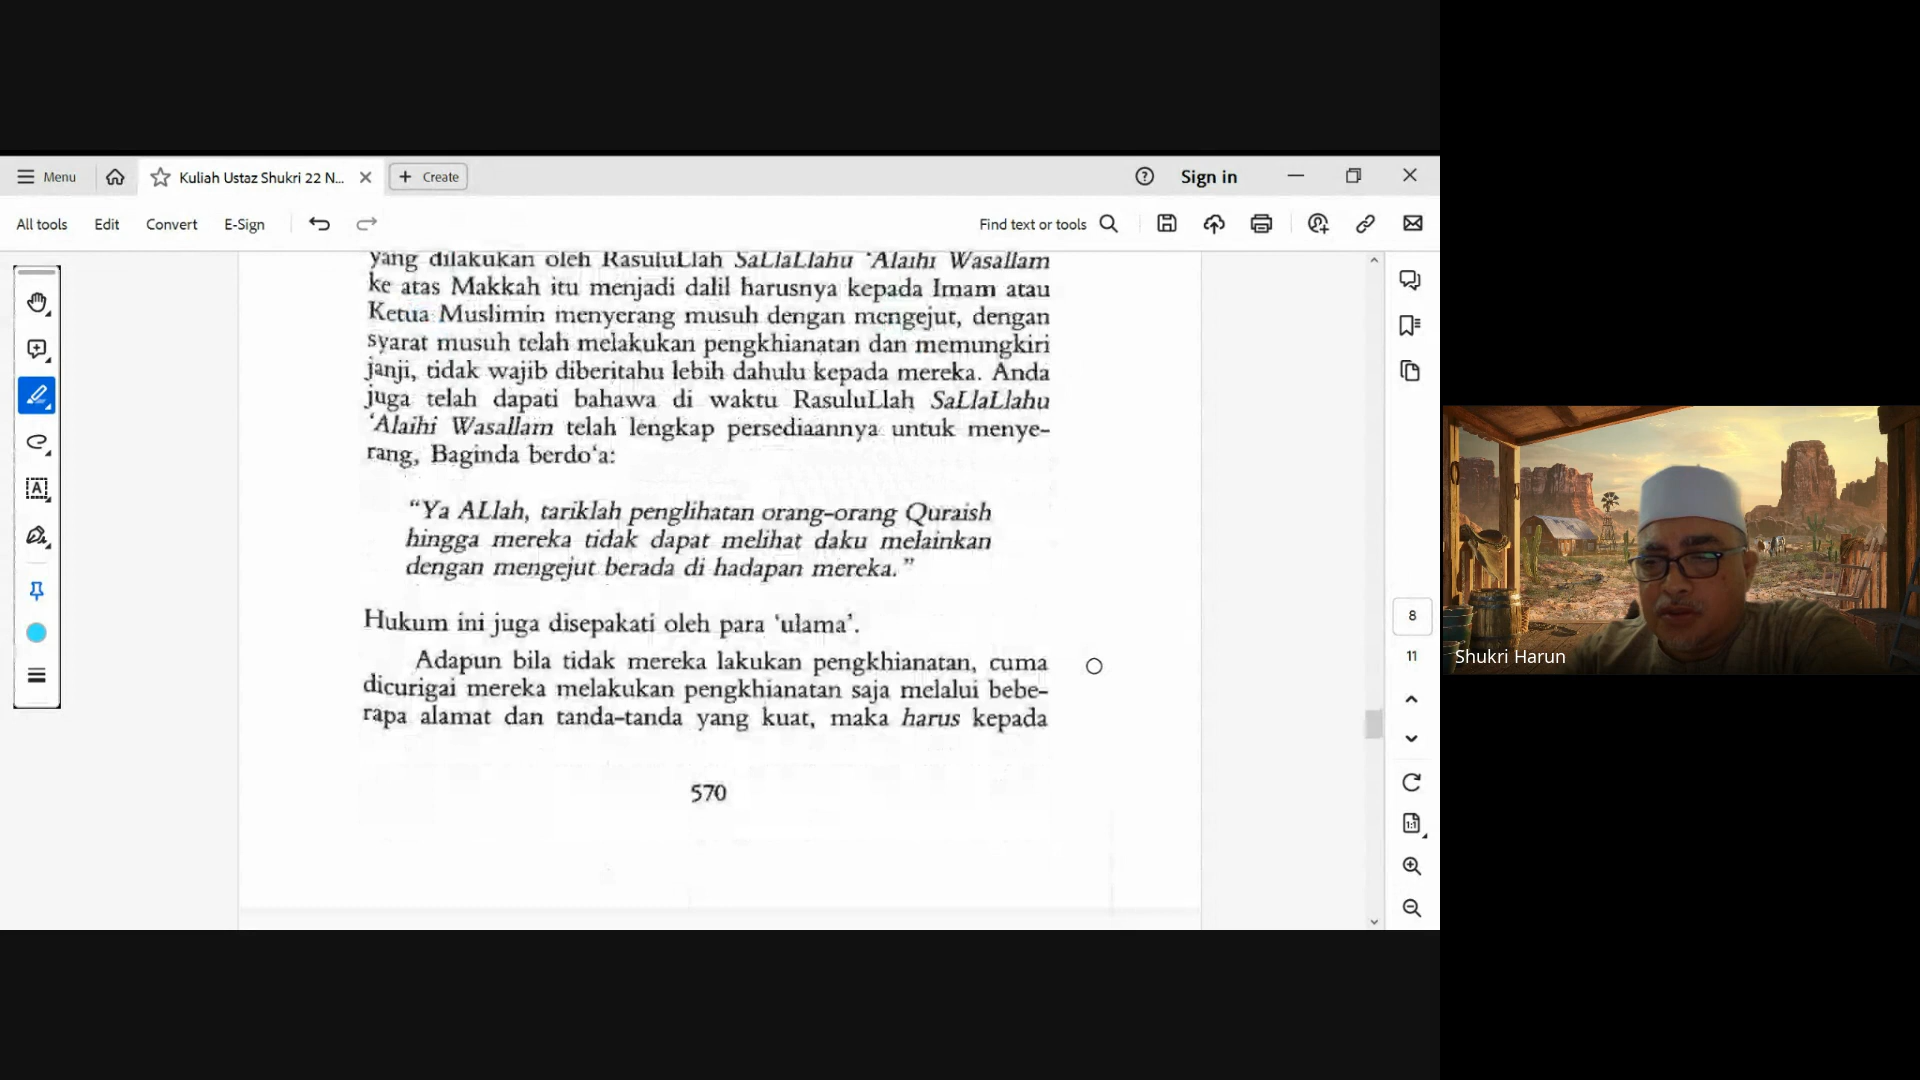 Menu
Kuliah Ustaz Shukri 22 N...
Create
Sign in
All tools
Edit
Convert
E-Sign
Find text or tools
yang dilakukan oleh RasuluLlah SaLlaLlahu ‘Alaihi Wasallam
ke atas Makkah itu menjadi dalil harusnya kepada Imam atau
Ketua Muslimin menyerang musuh dengan mengejut, dengan
syarat musuh telah melakukan pengkhianatan dan memungkiri
janji, tidak wajib diberitahu lebih dahulu kepada mereka. Anda
juga telah dapati bahawa di waktu RasuluLlah SaLlaLlahu
‘Alaihi Wasallam telah lengkap persediaannya untuk menye-
rang, Baginda berdo‘a:
“Ya ALlah, tariklah penglihatan orang-orang Quraish
hingga mereka tidak dapat melihat daku melainkan
dengan mengejut berada di hadapan mereka.”
Hukum ini juga disepakati oleh para ‘ulama’.
Adapun bila tidak mereka lakukan pengkhianatan, cuma
dicurigai mereka melakukan pengkhianatan saja melalui bebe-
rapa alamat dan tanda-tanda yang kuat, maka harus kepada
570
8
11
1:1
Shukri Harun